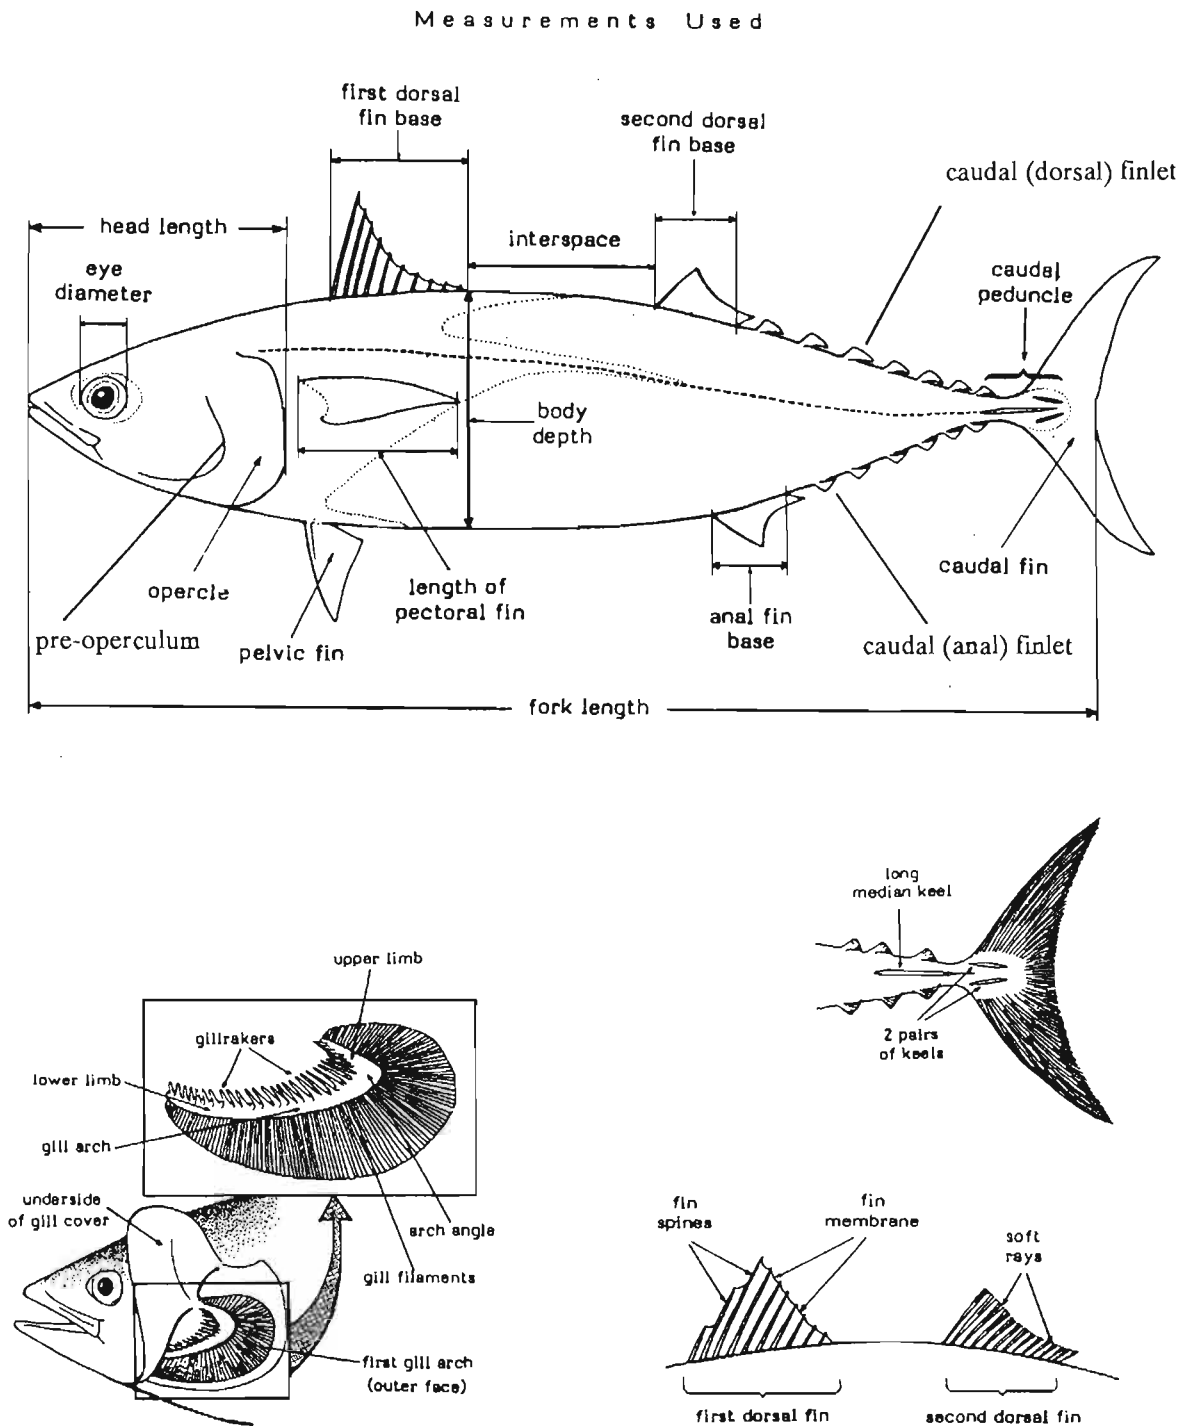 Measurements Used
first dorsal
fin base
second dorsal
fin base
caudal (dorsal) finlet
head length
interspace
eye
diameter
caudal
peduncle
body
depth
opercle
length of
pectoral fin
caudal fin
pre-operculum
pelvic fin
anal fin
base
caudal (anal) finlet
fork length
long
median keel
2 pairs
of keels
upper limb
gillrakers
lower limb
gill arch
underside
of gill cover
arch angle
gill filaments
first gill arch
(outer face)
fin
spines
fin
membrane
soft
rays
first dorsal fin
second dorsal fin